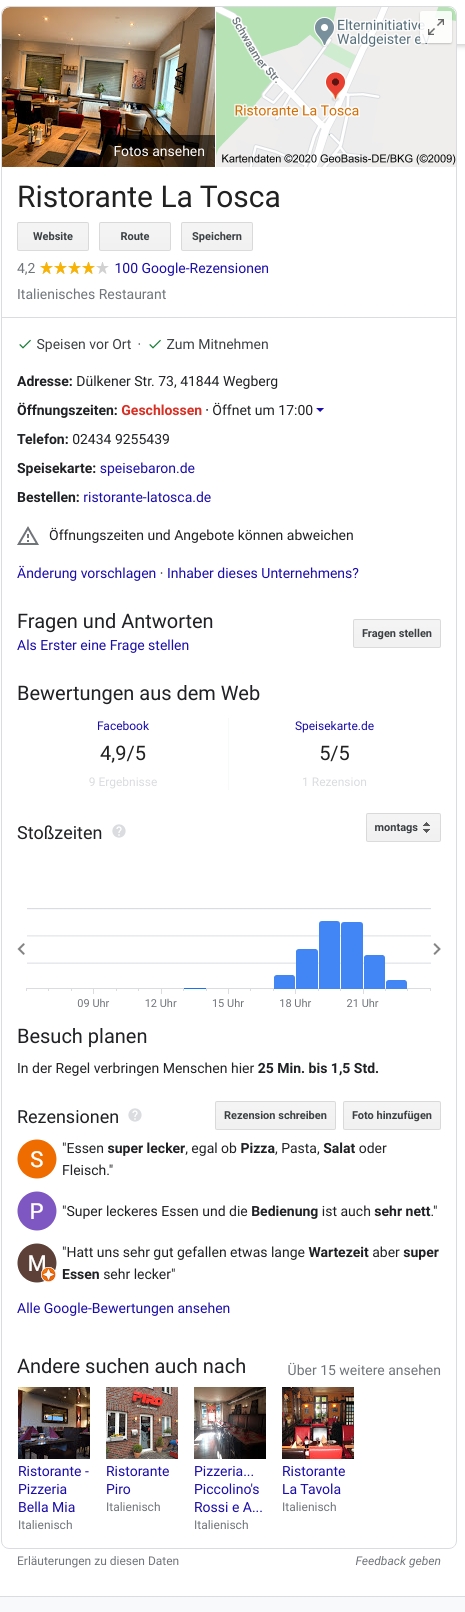 Schwaamer Str.
Elterninitiative
Waldgeister e.
Ristorante La Tosca
Fotos ansehen
Kartendaten ©2020 GeoBasis-DE/BKG (©2009)
Ristorante La Tosca
Website Route Speichern
4,2 100 Google-Rezensionen
Italienisches Restaurant
Speisen vor Ort · Zum Mitnehmen
Adresse: Dülkener Str. 73, 41844 Wegberg
Öffnungszeiten: Geschlossen · Öffnet um 17:00
Telefon: 02434 9255439
Speisekarte: speisebaron.de
Bestellen: ristorante-latosca.de
Öffnungszeiten und Angebote können abweichen
Änderung vorschlagen · Inhaber dieses Unternehmens?
Fragen und Antworten
Fragen stellen
Als Erster eine Frage stellen
Bewertungen aus dem Web
Facebook Speisekarte.de
4,9/5 5/5
9 Ergebnisse 1 Rezension
Stoßzeiten ? montags
09 Uhr 12 Uhr 15 Uhr 18 Uhr 21 Uhr
Besuch planen
In der Regel verbringen Menschen hier 25 Min. bis 1,5 Std.
Rezensionen ? Rezension schreiben Foto hinzufügen
S "Essen super lecker, egal ob Pizza, Pasta, Salat oder
Fleisch."
P "Super leckeres Essen und die Bedienung ist auch sehr nett."
M "Hatt uns sehr gut gefallen etwas lange Wartezeit aber super
Essen sehr lecker"
Alle Google-Bewertungen ansehen
Andere suchen auch nach Über 15 weitere ansehen
PIRO
Ristorante -
Pizzeria
Bella Mia
Italienisch
Ristorante
Piro
Italienisch
Pizzeria...
Piccolino's
Rossi e A...
Italienisch
Ristorante
La Tavola
Italienisch
Erläuterungen zu diesen Daten Feedback geben